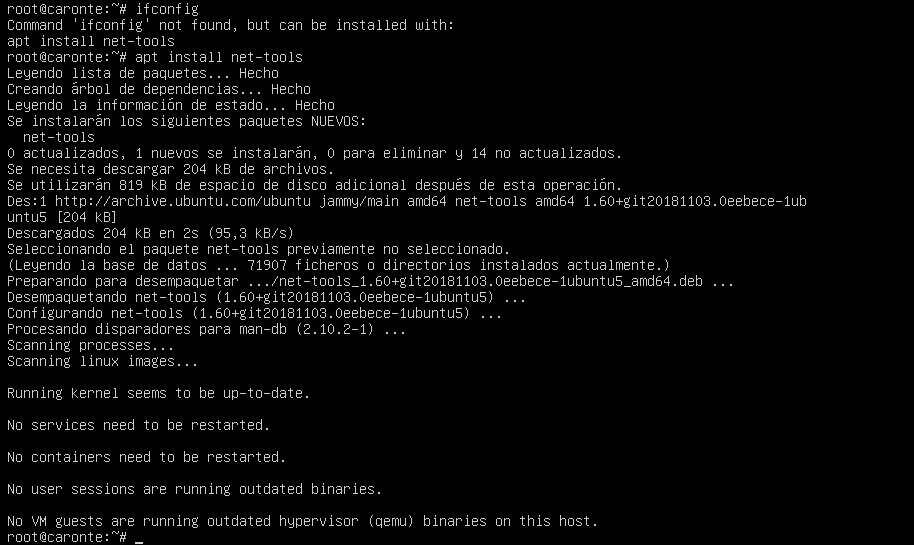 root@caronte:~# ifconfig
Command 'ifconfig' not found, but can be installed with:
apt install net-tools
root@caronte:~# apt install net-tools
Leyendo lista de paquetes... Hecho
Creando árbol de dependencias... Hecho
Leyendo la información de estado... Hecho
Se instalarán los siguientes paquetes NUEVOS:
  net-tools
0 actualizados, 1 nuevos se instalarán, 0 para eliminar y 14 no actualizados.
Se necesita descargar 204 kB de archivos.
Se utilizarán 819 kB de espacio de disco adicional después de esta operación.
Des:1 http://archive.ubuntu.com/ubuntu jammy/main amd64 net-tools amd64 1.60+git20181103.0eebece-1ub
untu5 [204 kB]
Descargados 204 kB en 2s (95,3 kB/s)
Seleccionando el paquete net-tools previamente no seleccionado.
(Leyendo la base de datos ... 71907 ficheros o directorios instalados actualmente.)
Preparando para desempaquetar .../net-tools_1.60+git20181103.0eebece-1ubuntu5_amd64.deb ...
Desempaquetando net-tools (1.60+git20181103.0eebece-1ubuntu5) ...
Configurando net-tools (1.60+git20181103.0eebece-1ubuntu5) ...
Procesando disparadores para man-db (2.10.2-1) ...
Scanning processes...
Scanning linux images...

Running kernel seems to be up-to-date.

No services need to be restarted.

No containers need to be restarted.

No user sessions are running outdated binaries.

No VM guests are running outdated hypervisor (qemu) binaries on this host.
root@caronte:~# _